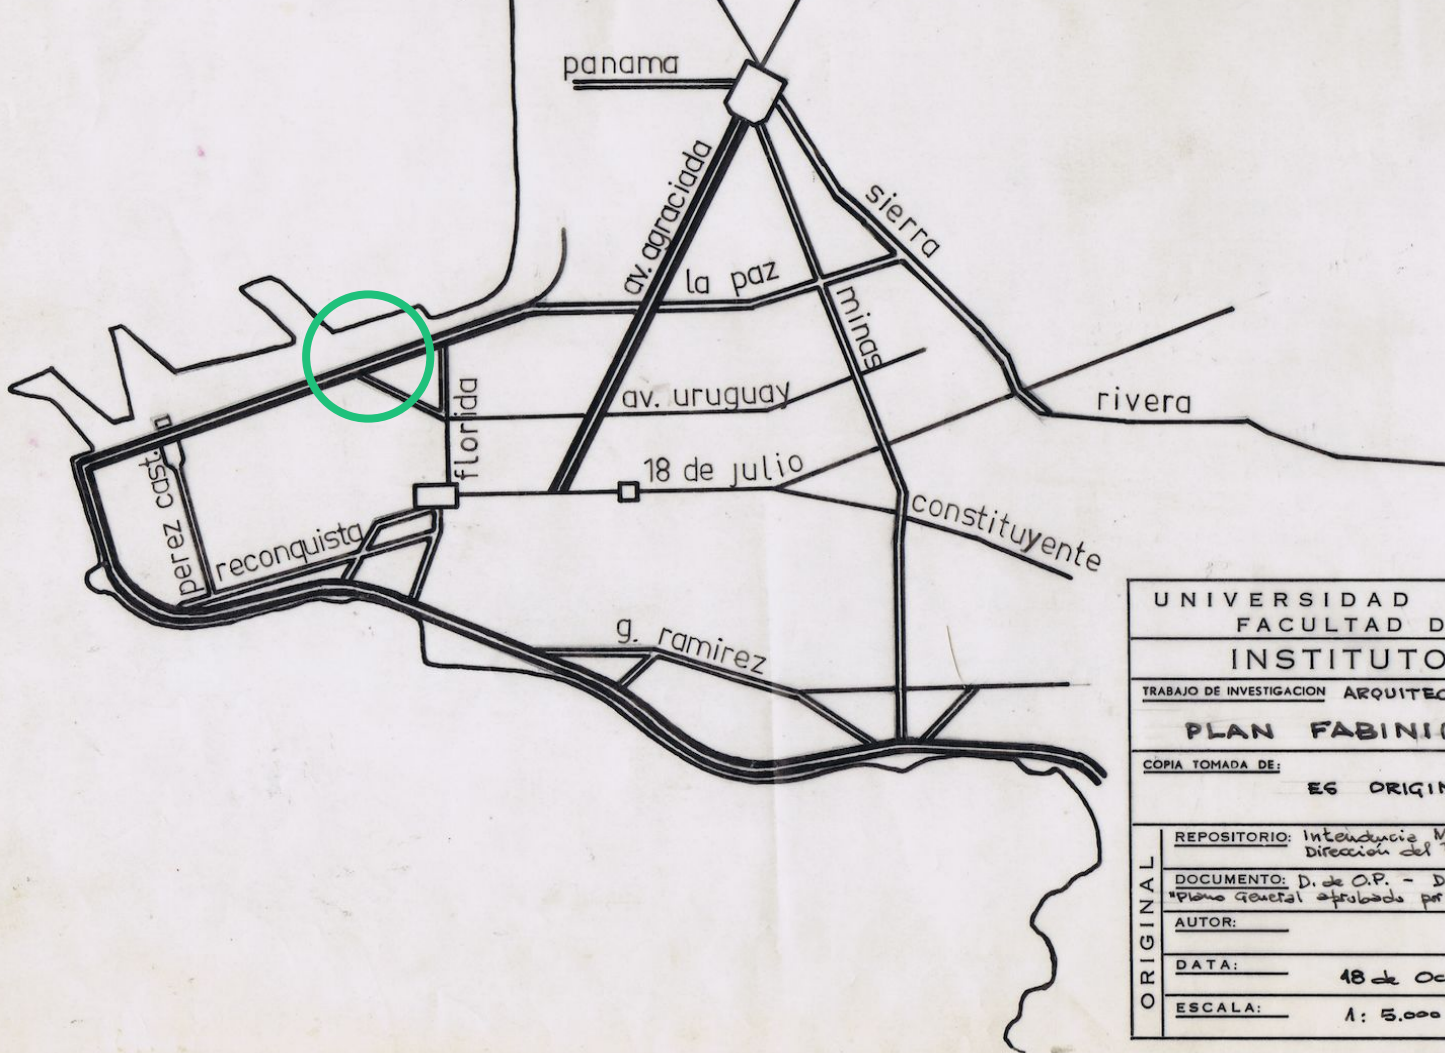 panama
av. agraciada
sierra
la paz
minas
av. uruguay
rivera
florida
18 de julio
perez cast.
reconquista
constituyente
g. ramirez
UNIVERSIDAD
FACULTAD D
INSTITUTO
TRABAJO DE INVESTIGACION ARQUITEC
PLAN FABINI
COPIA TOMADA DE:
ES ORIGIN
ORIGINAL
REPOSITORIO: Intendencia M
Dirección del
DOCUMENTO: D. de O.P. - D
"Plano General aprobado por
AUTOR:
DATA: 18 de Oc
ESCALA: 1: 5.000